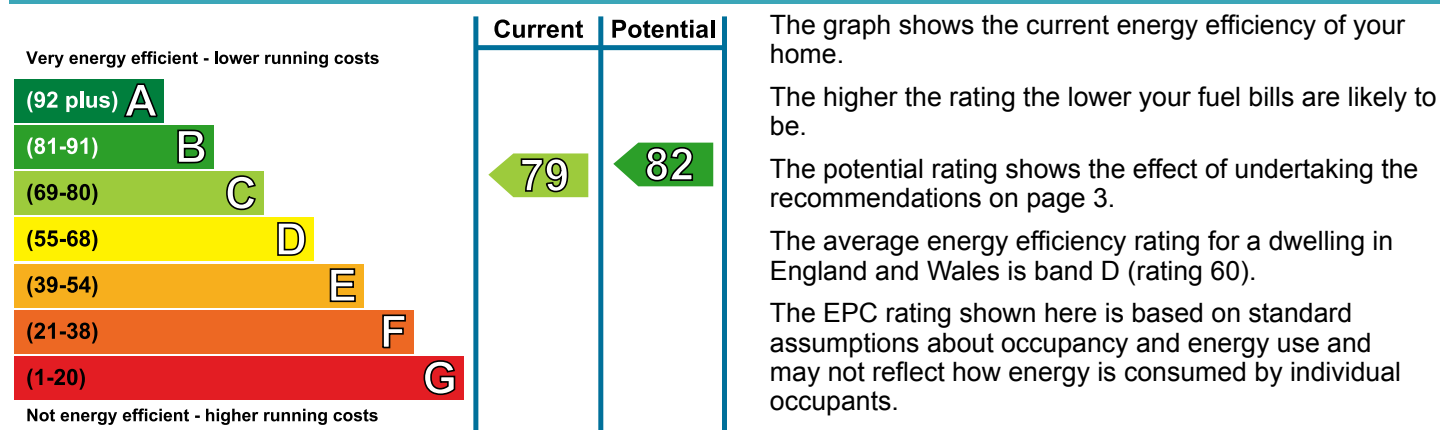 Current Potential
Very energy efficient - lower running costs
(92 plus) A
(81-91) B
(69-80) C
(55-68) D
(39-54) E
(21-38) F
(1-20) G
Not energy efficient - higher running costs
79
82
The graph shows the current energy efficiency of your
home.
The higher the rating the lower your fuel bills are likely to
be.
The potential rating shows the effect of undertaking the
recommendations on page 3.
The average energy efficiency rating for a dwelling in
England and Wales is band D (rating 60).
The EPC rating shown here is based on standard
assumptions about occupancy and energy use and
may not reflect how energy is consumed by individual
occupants.